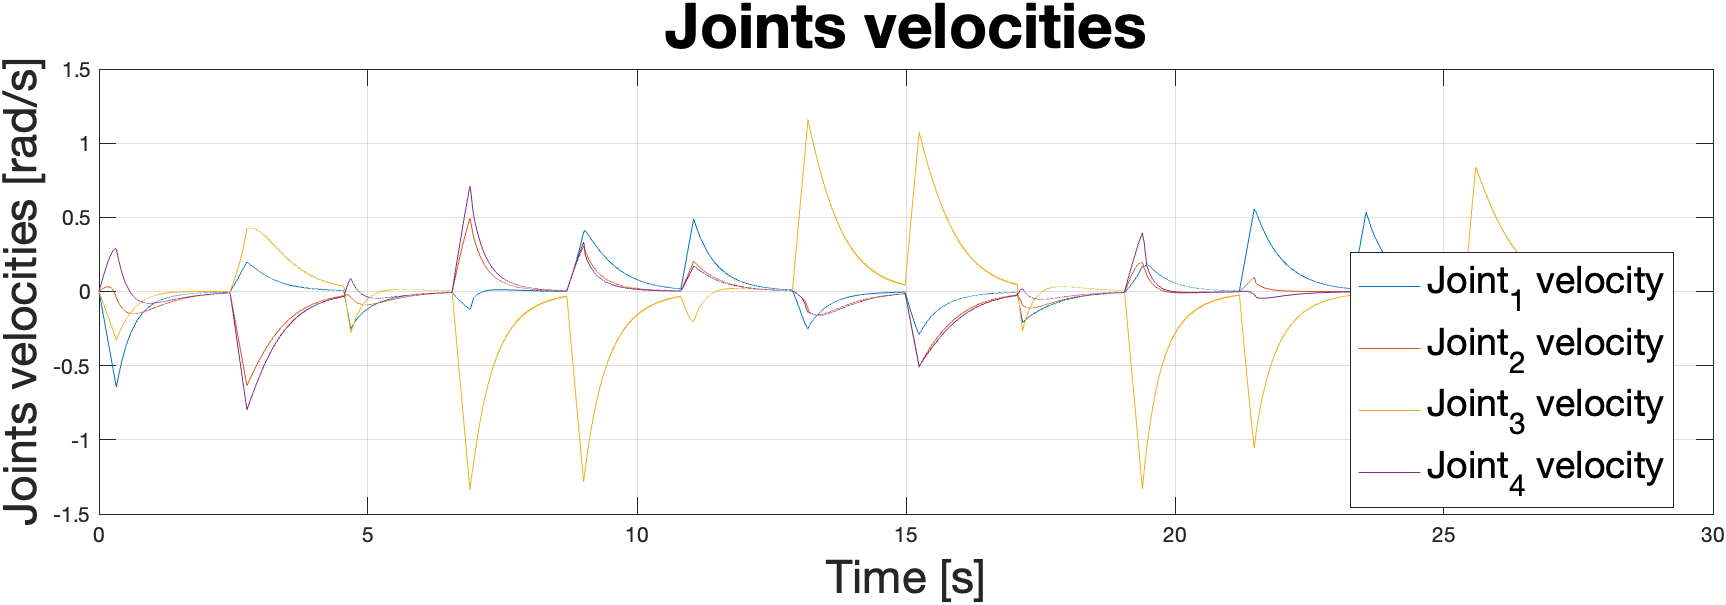 Joints velocities
Joints velocities [rad/s]
1.5
1
0.5
0
-0.5
-1
-1.5
0 5 10 15 20 25 30
Time [s]
Joint1 velocity
Joint2 velocity
Joint3 velocity
Joint4 velocity